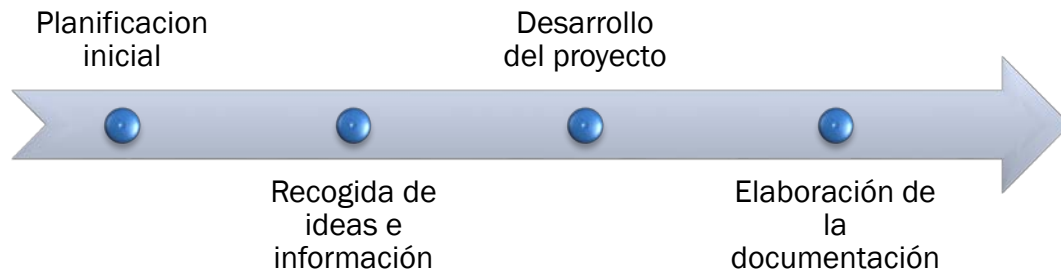 Planificacion
inicial
Recogida de
ideas e
información
Desarrollo
del proyecto
Elaboración de
la
documentación